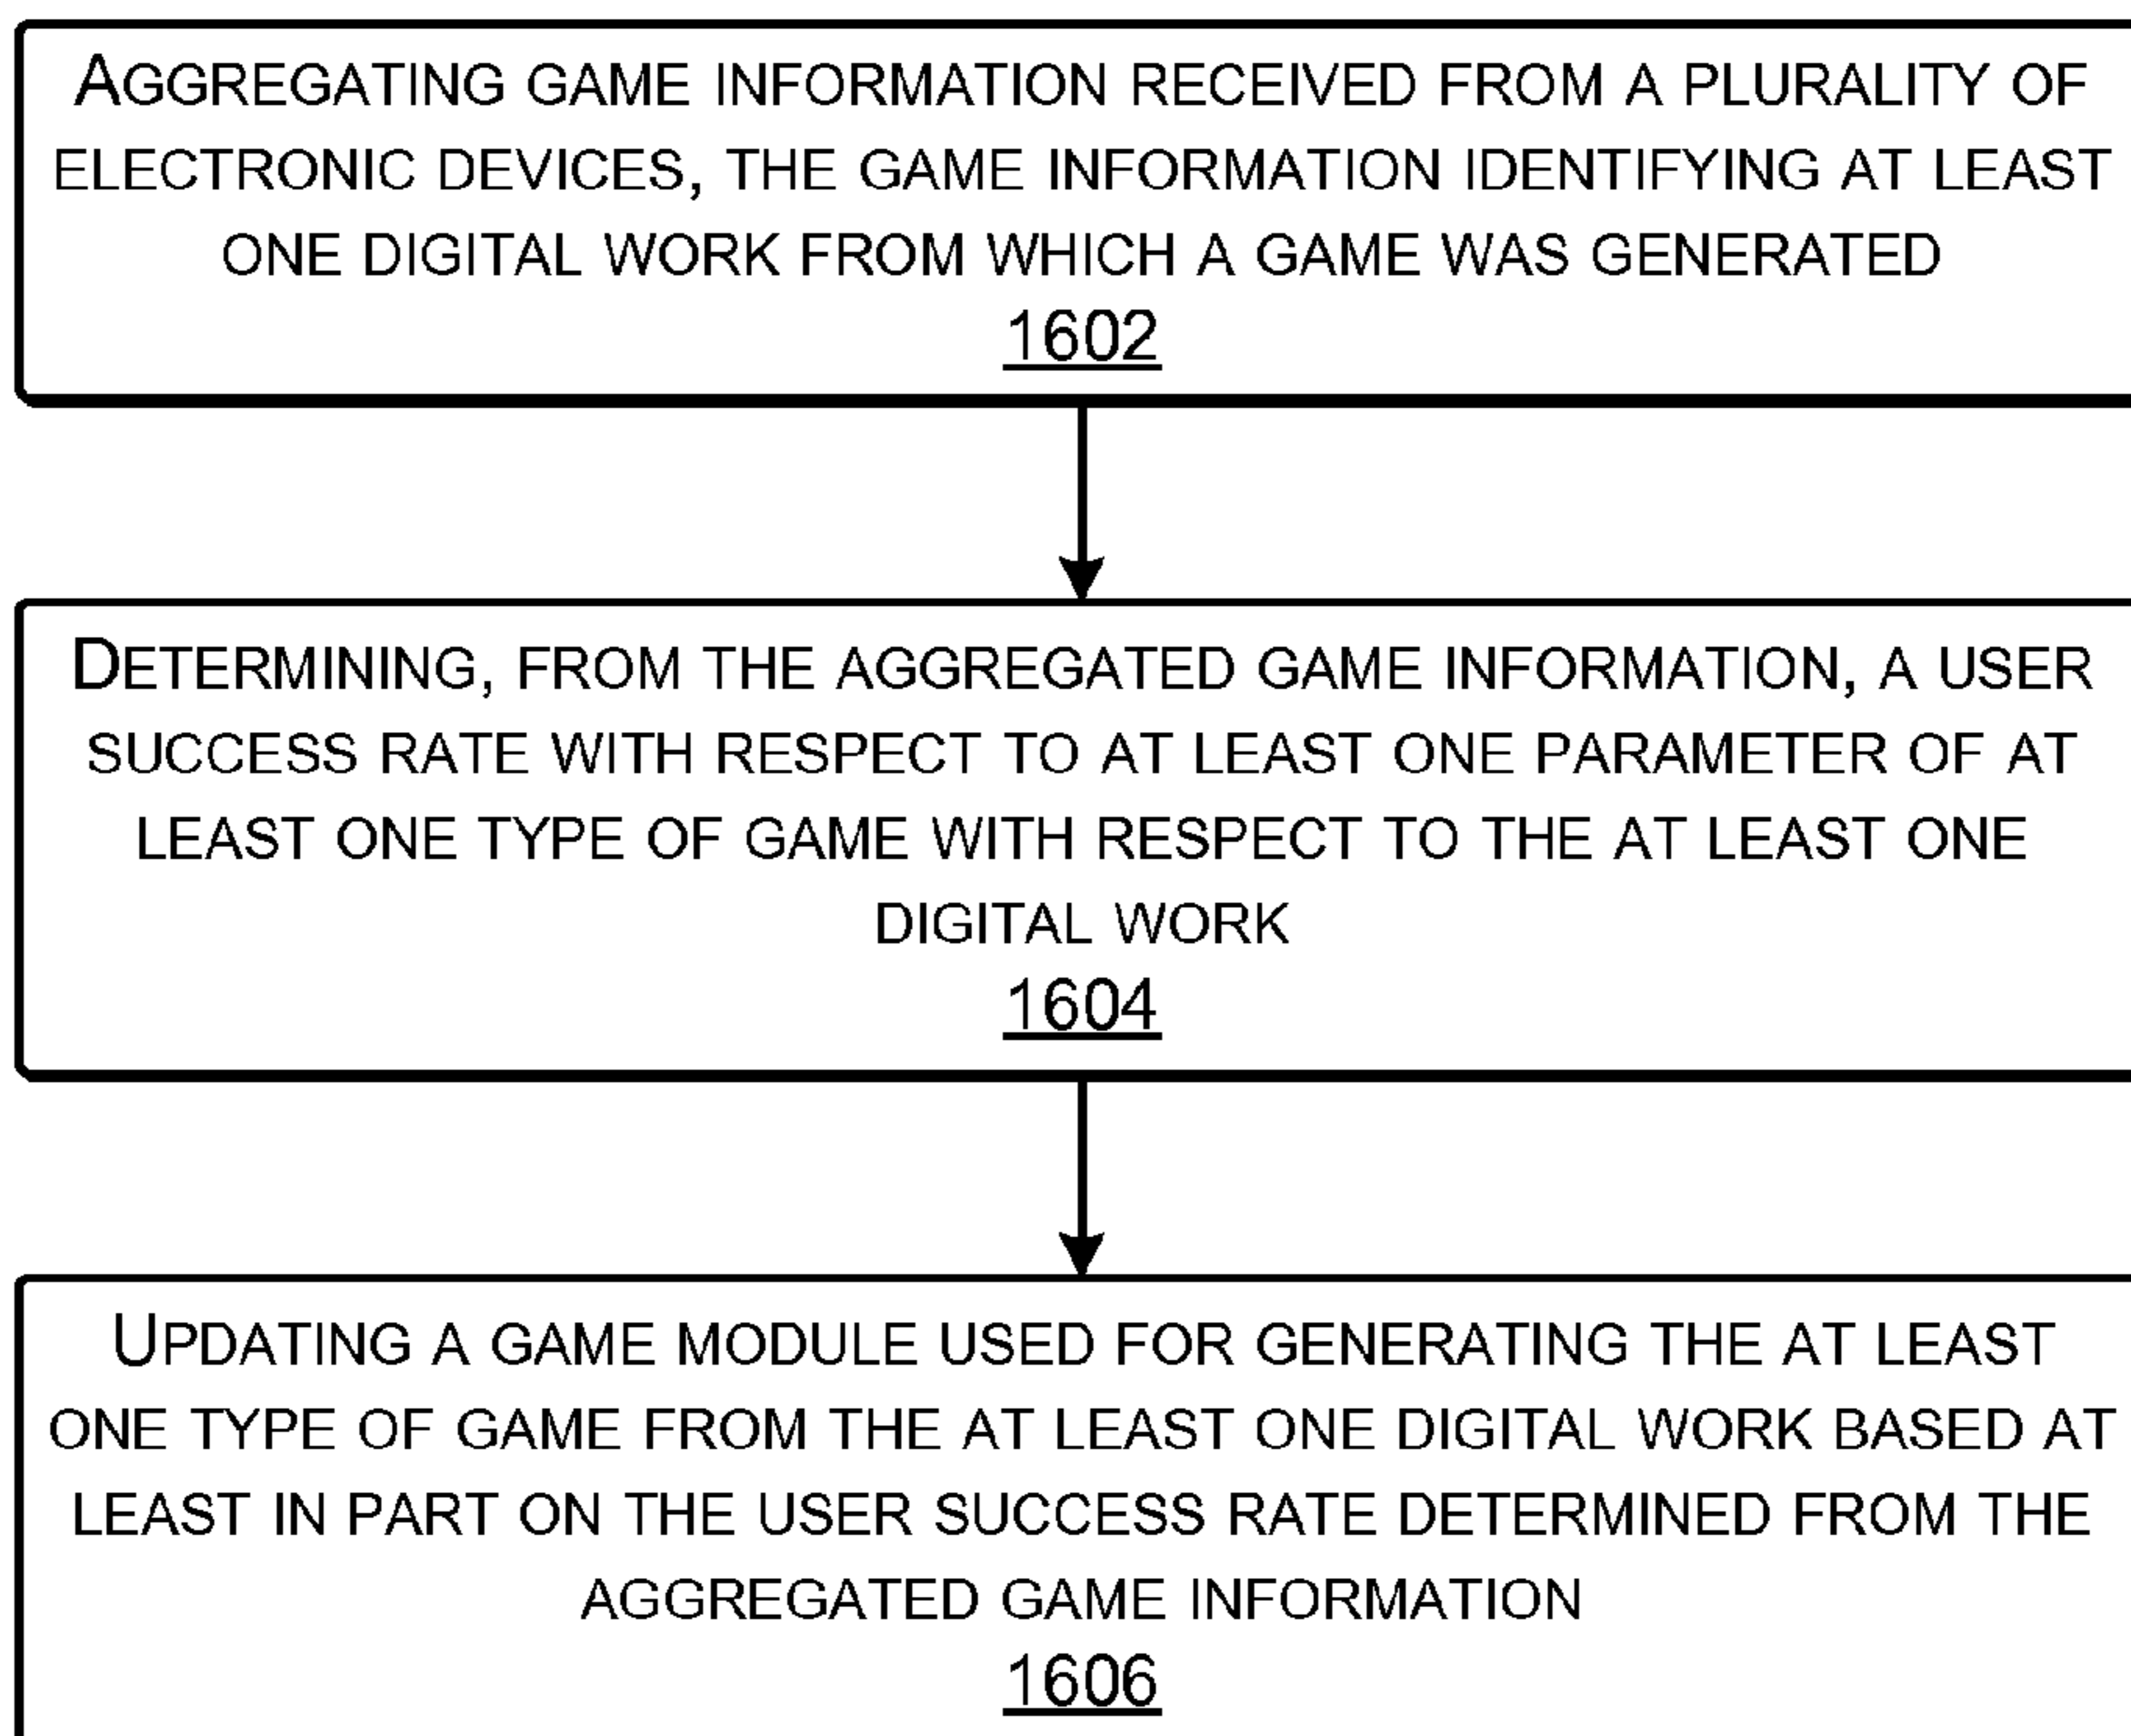 AGGREGATING GAME INFORMATION RECEIVED FROM A PLURALITY OF
ELECTRONIC DEVICES, THE GAME INFORMATION IDENTIFYING AT LEAST
ONE DIGITAL WORK FROM WHICH A GAME WAS GENERATED
1602
DETERMINING, FROM THE AGGREGATED GAME INFORMATION, A USER
SUCCESS RATE WITH RESPECT TO AT LEAST ONE PARAMETER OF AT
LEAST ONE TYPE OF GAME WITH RESPECT TO THE AT LEAST ONE
DIGITAL WORK
1604
UPDATING A GAME MODULE USED FOR GENERATING THE AT LEAST
ONE TYPE OF GAME FROM THE AT LEAST ONE DIGITAL WORK BASED AT
LEAST IN PART ON THE USER SUCCESS RATE DETERMINED FROM THE
AGGREGATED GAME INFORMATION
1606